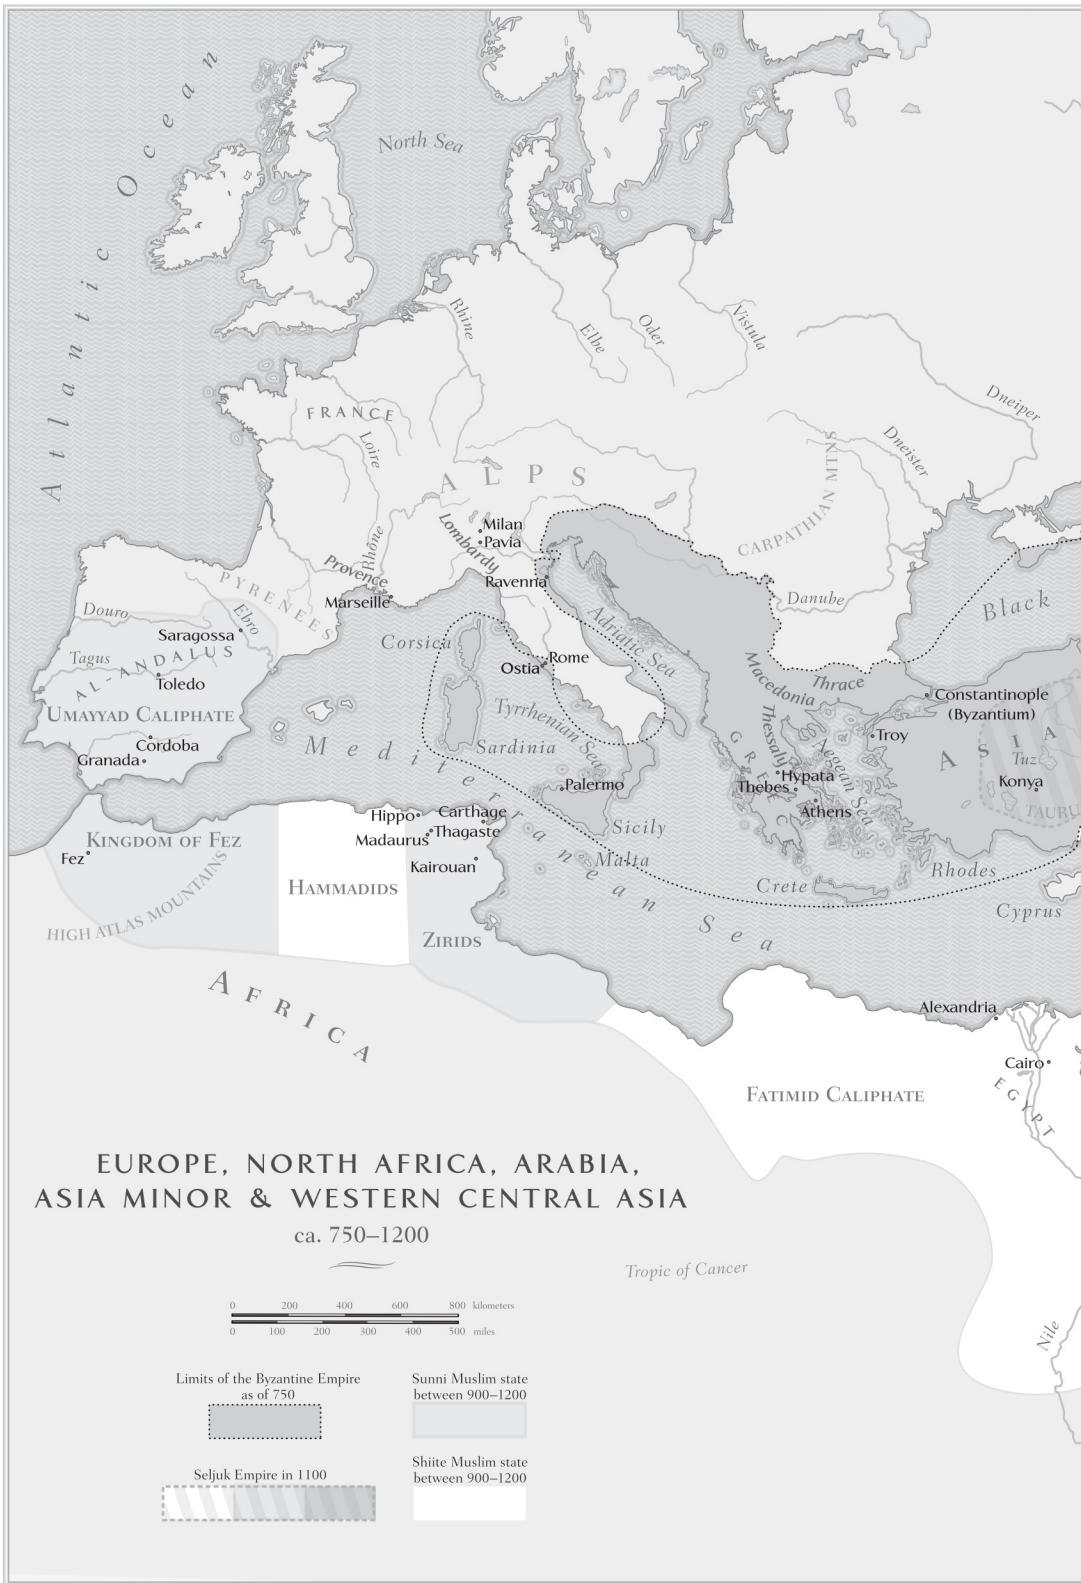 Atlantic Ocean
North Sea
Rhine
Elbe
Oder
Vistula
Dneiper
Dneister
FRANCE
Loire
ALPS
CARPATHIAN MTNS
Milan
Pavia
Lombardy
Rhône
Provence
Ravenna
Marseille
PYRENEES
Danube
Black
Douro
Ebro
Saragossa
Corsica
Adriatic Sea
Tagus
AL-ANDALUS
Toledo
Rome
Ostia
Macedonia
Thrace
Constantinople
(Byzantium)
UMAYYAD CALIPHATE
Tyrrhenian Sea
Thessaly
Troy
Cordoba
Granada
Mediterranean Sea
Sardinia
GREECE
Aegean Sea
ASIA
Tuz
Hypata
Thebes
Konya
Palermo
Athens
TAURU
Hippo
Carthage
Thagaste
Madaurus
Sicily
KINGDOM OF FEZ
Fez
Kairouan
Malta
Rhodes
HAMMADIDS
Crete
Cyprus
HIGH ATLAS MOUNTAINS
ZIRIDS
AFRICA
Alexandria
Cairo
EGYPT
FATIMID CALIPHATE
EUROPE, NORTH AFRICA, ARABIA,
ASIA MINOR & WESTERN CENTRAL ASIA
ca. 750–1200
Tropic of Cancer
Nile
0 200 400 600 800 kilometers
0 100 200 300 400 500 miles
Limits of the Byzantine Empire
as of 750
Sunni Muslim state
between 900–1200
Seljuk Empire in 1100
Shiite Muslim state
between 900–1200